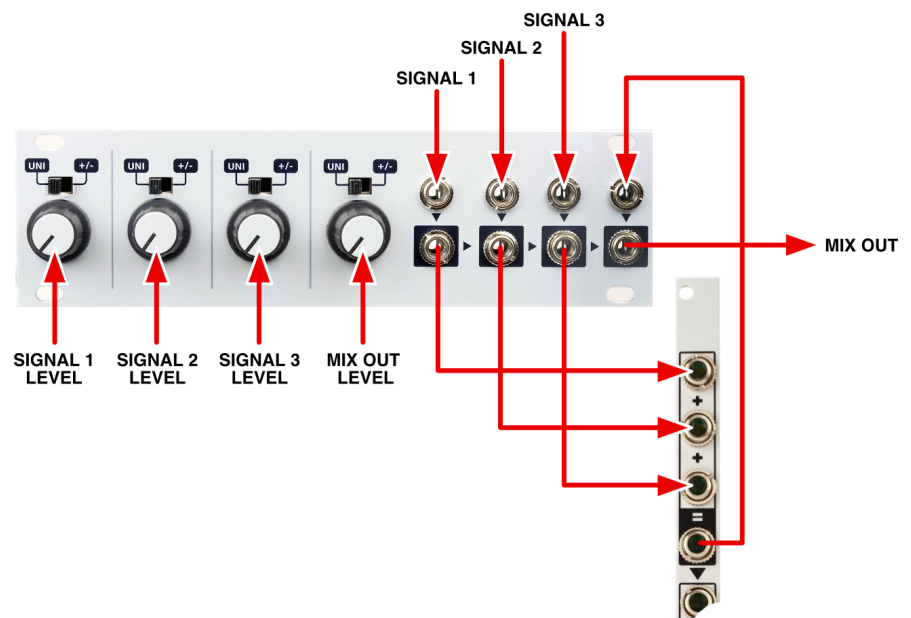 SIGNAL 3
SIGNAL 2
SIGNAL 1
UNI +/-
UNI +/-
UNI +/-
UNI +/-
MIX OUT
SIGNAL 1
LEVEL
SIGNAL 2
LEVEL
SIGNAL 3
LEVEL
MIX OUT
LEVEL
+
+
=